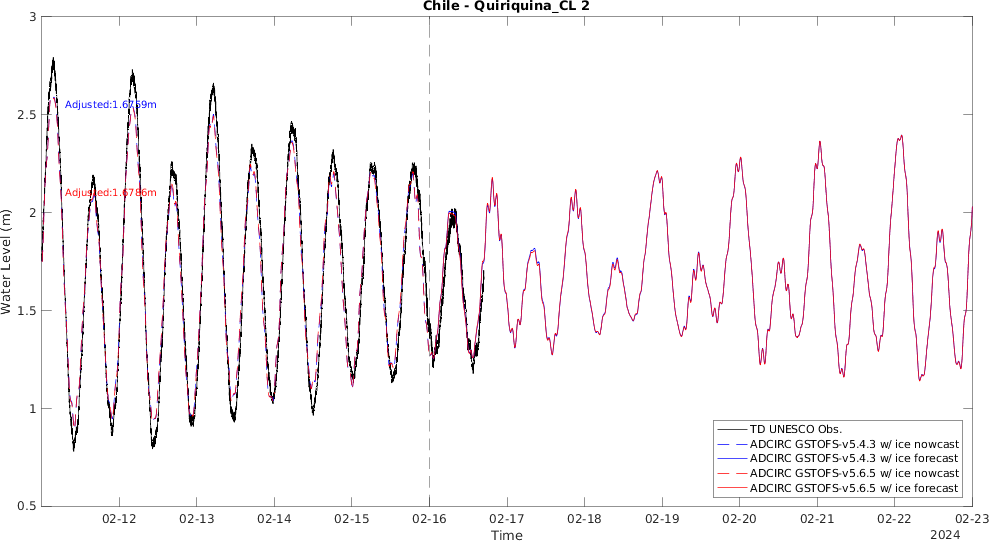 Chile - Quiriquina_CL 2
3
2.5
2
1.5
1
0.5
Water Level (m)
Adjusted:1.6759m
Adjusted:1.6786m
TD UNESCO Obs.
ADCIRC GSTOFS-v5.4.3 w/ ice nowcast
ADCIRC GSTOFS-v5.4.3 w/ ice forecast
ADCIRC GSTOFS-v5.6.5 w/ ice nowcast
ADCIRC GSTOFS-v5.6.5 w/ ice forecast
02-12 02-13 02-14 02-15 02-16 02-17 02-18 02-19 02-20 02-21 02-22 02-23
Time
2024